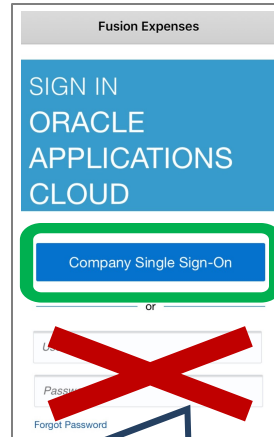 Fusion Expenses
SIGN IN
ORACLE
APPLICATIONS
CLOUD
Company Single Sign-On
or
Forgot Password